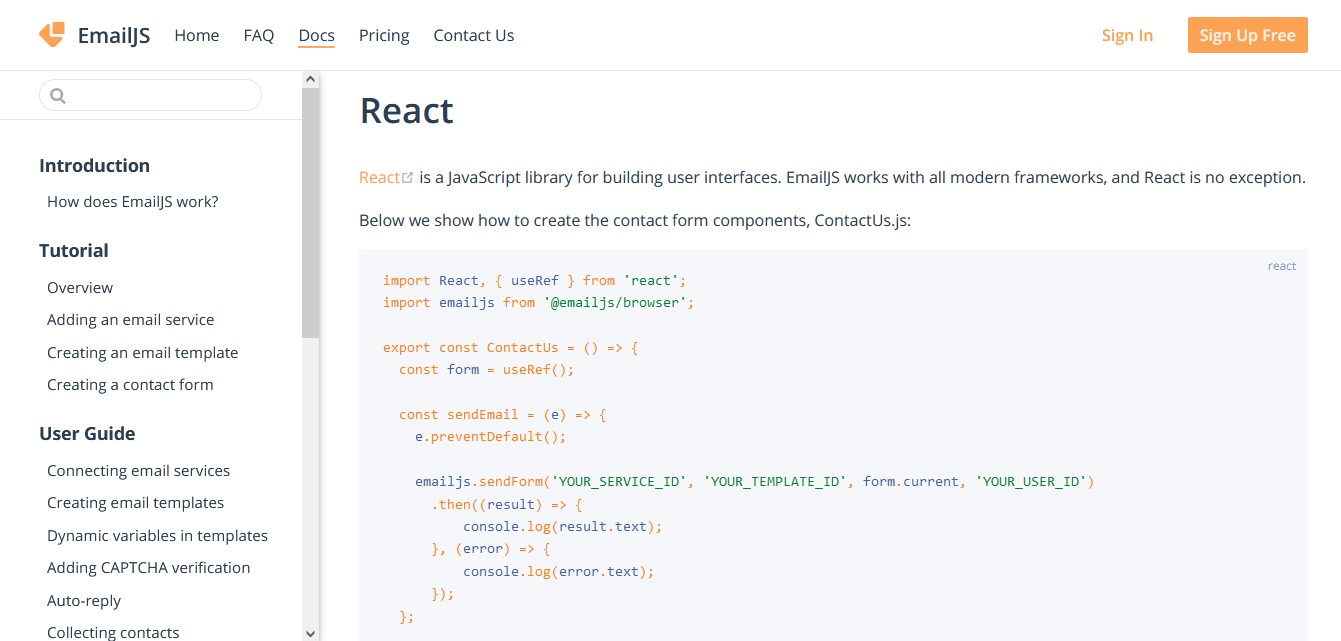 EmailJS Home FAQ Docs Pricing Contact Us Sign In Sign Up Free
Introduction
How does EmailJS work?
Tutorial
Overview
Adding an email service
Creating an email template
Creating a contact form
User Guide
Connecting email services
Creating email templates
Dynamic variables in templates
Adding CAPTCHA verification
Auto-reply
Collecting contacts
React
React is a JavaScript library for building user interfaces. EmailJS works with all modern frameworks, and React is no exception.
Below we show how to create the contact form components, ContactUs.js:
react
import React, { useRef } from 'react';
import emailjs from '@emailjs/browser';
export const ContactUs = () => {
  const form = useRef();
  const sendEmail = (e) => {
    e.preventDefault();
    emailjs.sendForm('YOUR_SERVICE_ID', 'YOUR_TEMPLATE_ID', form.current, 'YOUR_USER_ID')
      .then((result) => {
          console.log(result.text);
      }, (error) => {
          console.log(error.text);
      });
  };